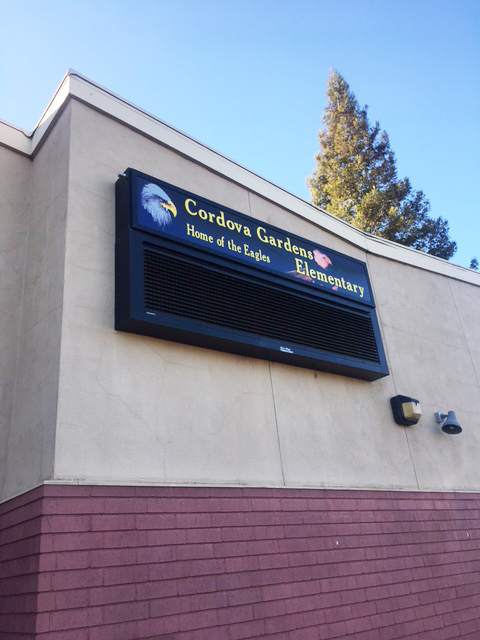 Cordova Gardens
Home of the Eagles
Elementary